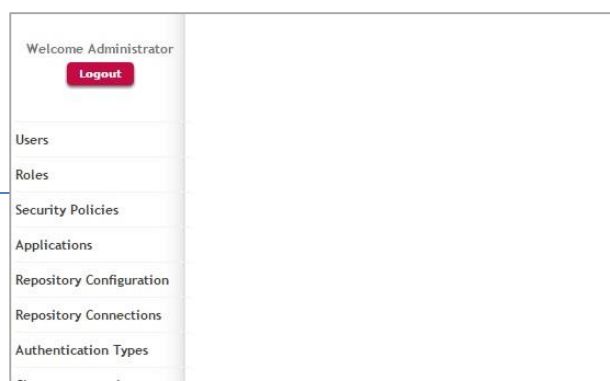 Welcome Administrator
Logout
Users
Roles
Security Policies
Applications
Repository Configuration
Repository Connections
Authentication Types